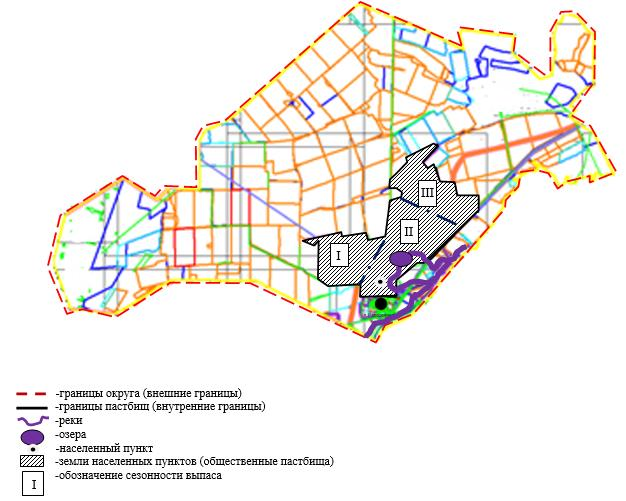 III
II
I
-границы округа (внешние границы)
-границы пастбищ (внутренние границы)
-реки
-озера
-населенный пункт
-земли населенных пунктов (общественные пастбища)
I -обозначение сезонности выпаса